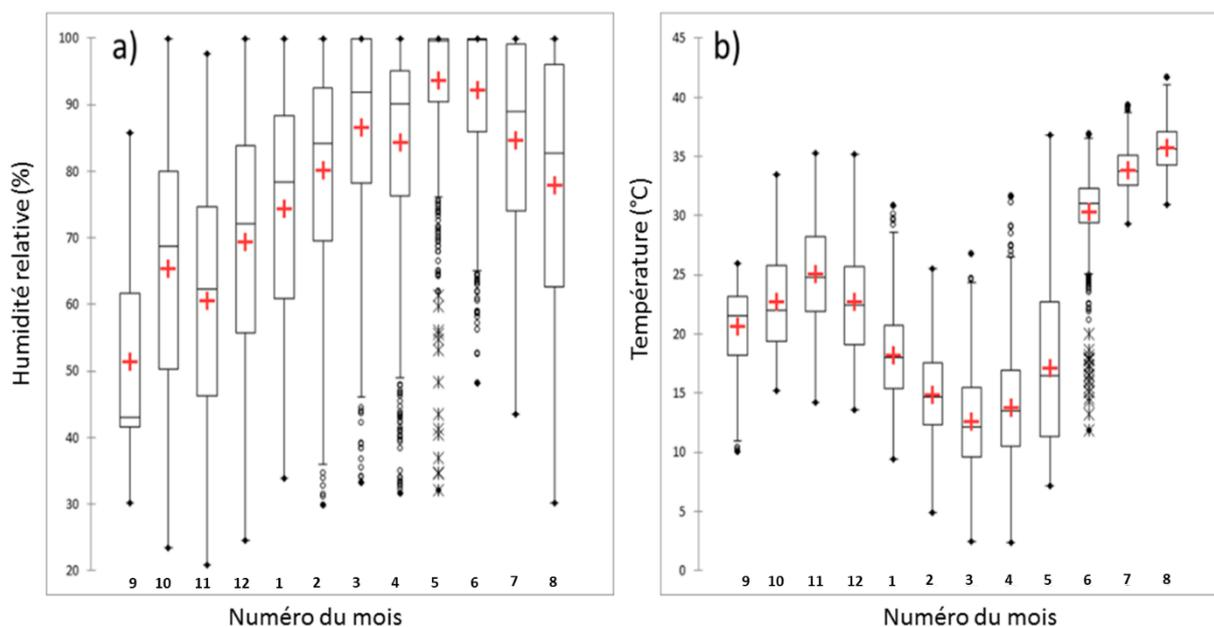 a)
Humidité relative (%)
100
90
80
70
60
50
40
30
20
9 10 11 12 1 2 3 4 5 6 7 8
Numéro du mois
b)
Température (°C)
45
40
35
30
25
20
15
10
5
0
9 10 11 12 1 2 3 4 5 6 7 8
Numéro du mois